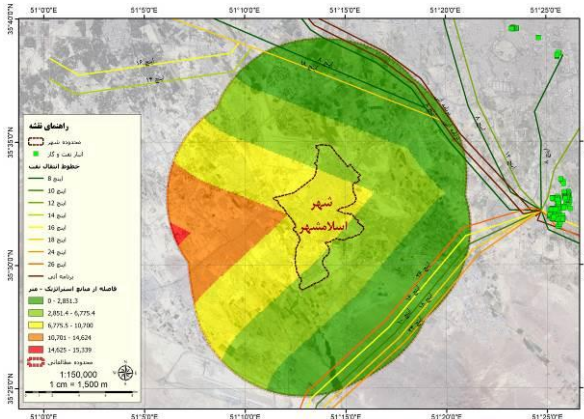 51°0'0"E 51°5'0"E 51°10'0"E 51°15'0"E 51°20'0"E 51°25'0"E
35°40'0"N
35°35'0"N
35°30'0"N
35°25'0"N
راهنمای نقشه
محدوده شهر
انبار نفت و گاز
خطوط انتقال نفت
8 اینچ
10 اینچ
12 اینچ
14 اینچ
16 اینچ
18 اینچ
24 اینچ
26 اینچ
برنامه آتی
فاصله از منابع استراتژیک - متر
0 - 2,851.3
2,851.4 - 6,775.4
6,775.5 - 10,700
10,701 - 14,624
14,625 - 15,339
محدوده مطالعاتی
1:150,000
1 cm = 1,500 m
شهر
اسلامشهر
51°0'0"E 51°5'0"E 51°10'0"E 51°15'0"E 51°20'0"E 51°25'0"E